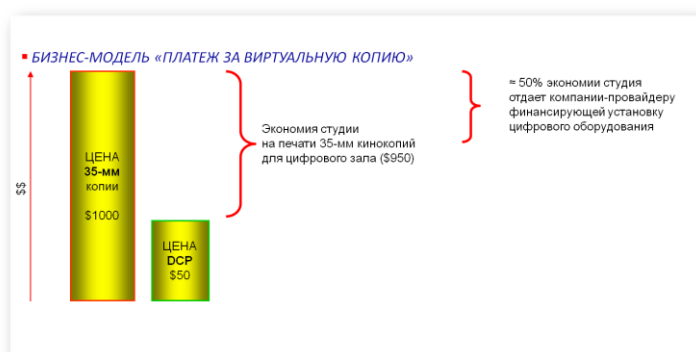 БИЗНЕС-МОДЕЛЬ «ПЛАТЕЖ ЗА ВИРТУАЛЬНУЮ КОПИЮ»
$$
ЦЕНА
35-мм
копии
$1000
ЦЕНА
DCP
$50
Экономия студии
на печати 35-мм кинокопий
для цифрового зала ($950)
≈ 50% экономии студия
отдает компании-провайдеру
финансирующей установку
цифрового оборудования